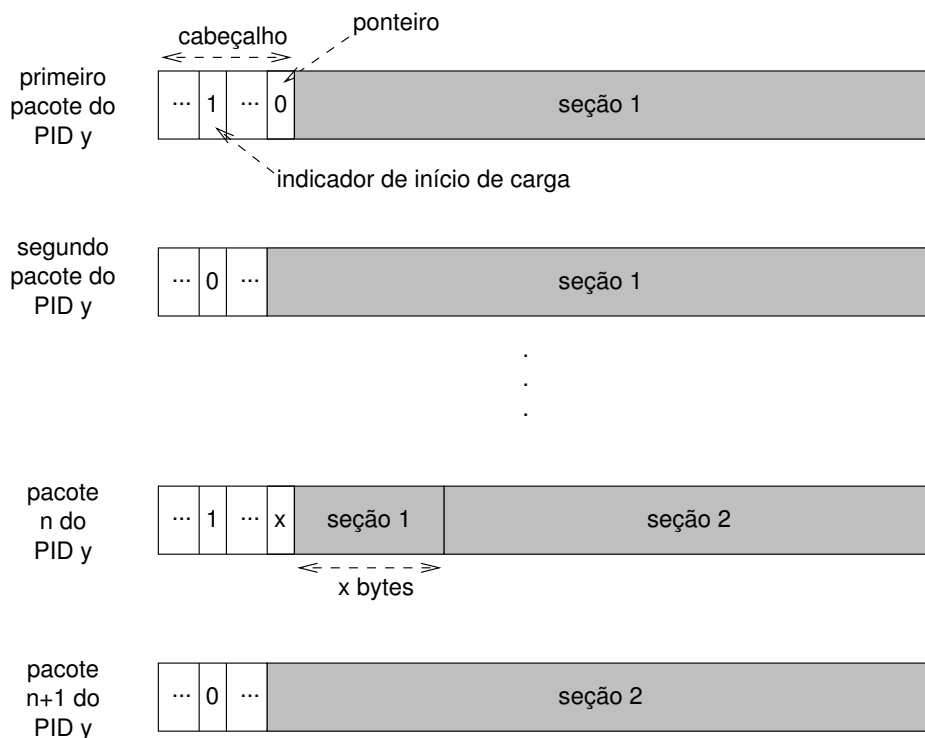 cabeçalho
ponteiro
primeiro
pacote do
PID y
... 1 ... 0 seção 1
indicador de início de carga
segundo
pacote do
PID y
... 0 ... seção 1
.
.
.
pacote
n do
PID y
... 1 ... x seção 1 seção 2
x bytes
pacote
n+1 do
PID y
... 0 ... seção 2